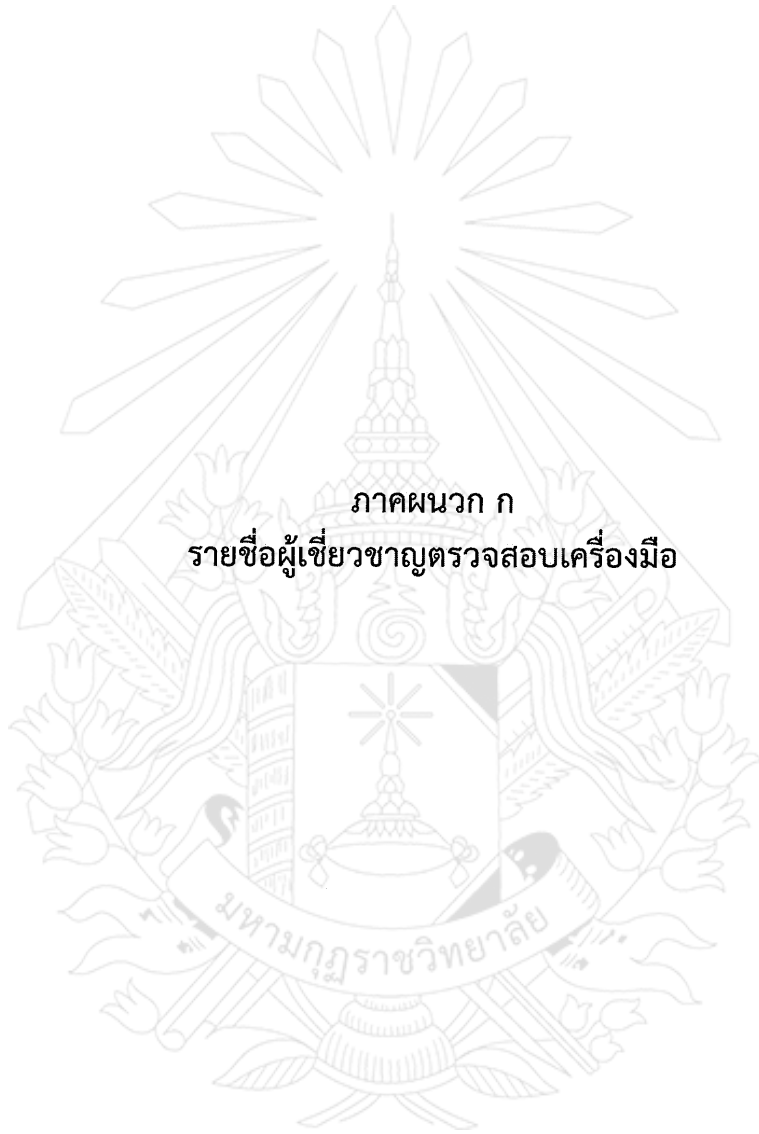 ภาคผนวก ก
รายชื่อผู้เชี่ยวชาญตรวจสอบเครื่องมือ
มหามกุฏราชวิทยาลัย